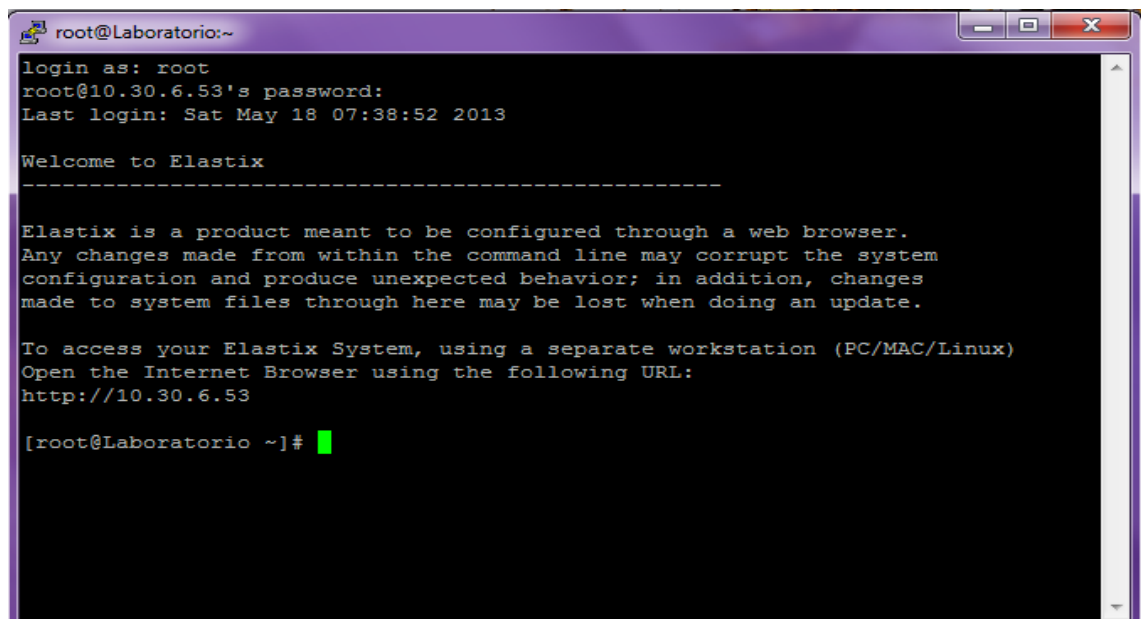 root@Laboratorio:~
login as: root
root@10.30.6.53's password:
Last login: Sat May 18 07:38:52 2013
Welcome to Elastix
----------------------------------------------------
Elastix is a product meant to be configured through a web browser.
Any changes made from within the command line may corrupt the system
configuration and produce unexpected behavior; in addition, changes
made to system files through here may be lost when doing an update.
To access your Elastix System, using a separate workstation (PC/MAC/Linux)
Open the Internet Browser using the following URL:
http://10.30.6.53
[root@Laboratorio ~]#